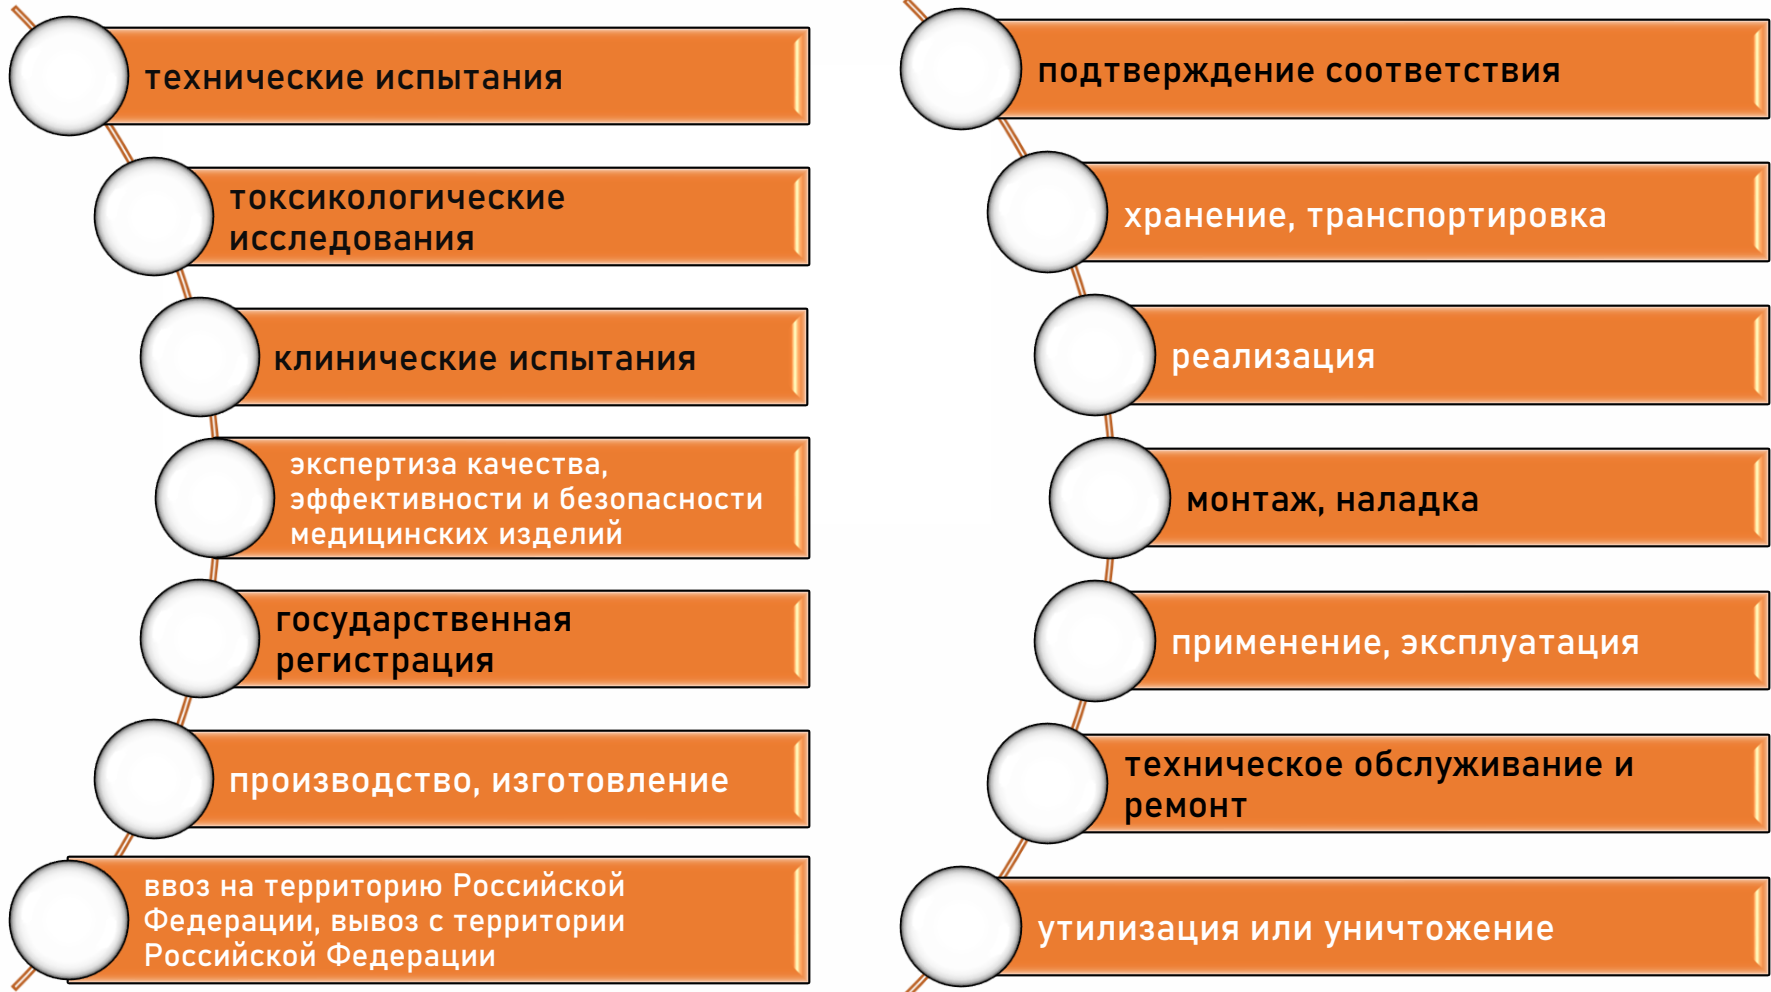 технические испытания
токсикологические
исследования
клинические испытания
экспертиза качества,
эффективности и безопасности
медицинских изделий
государственная
регистрация
производство, изготовление
ввоз на территорию Российской
Федерации, вывоз с территории
Российской Федерации
подтверждение соответствия
хранение, транспортировка
реализация
монтаж, наладка
применение, эксплуатация
техническое обслуживание и
ремонт
утилизация или уничтожение